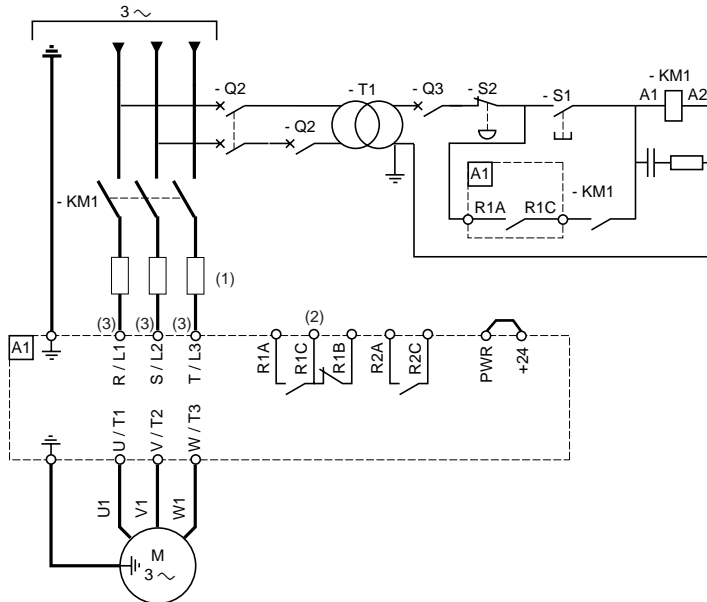 3 ~
- Q2
- T1
- Q3
- S2
- S1
- KM1
A1
A2
- Q2
A1
R1A
R1C
- KM1
- KM1
(1)
(3)
(3)
(3)
(2)
A1
R / L1
S / L2
T / L3
R1A
R1C
R1B
R2A
R2C
PWR
+24
U / T1
V / T2
W / T3
U1
V1
W1
M
3 ~